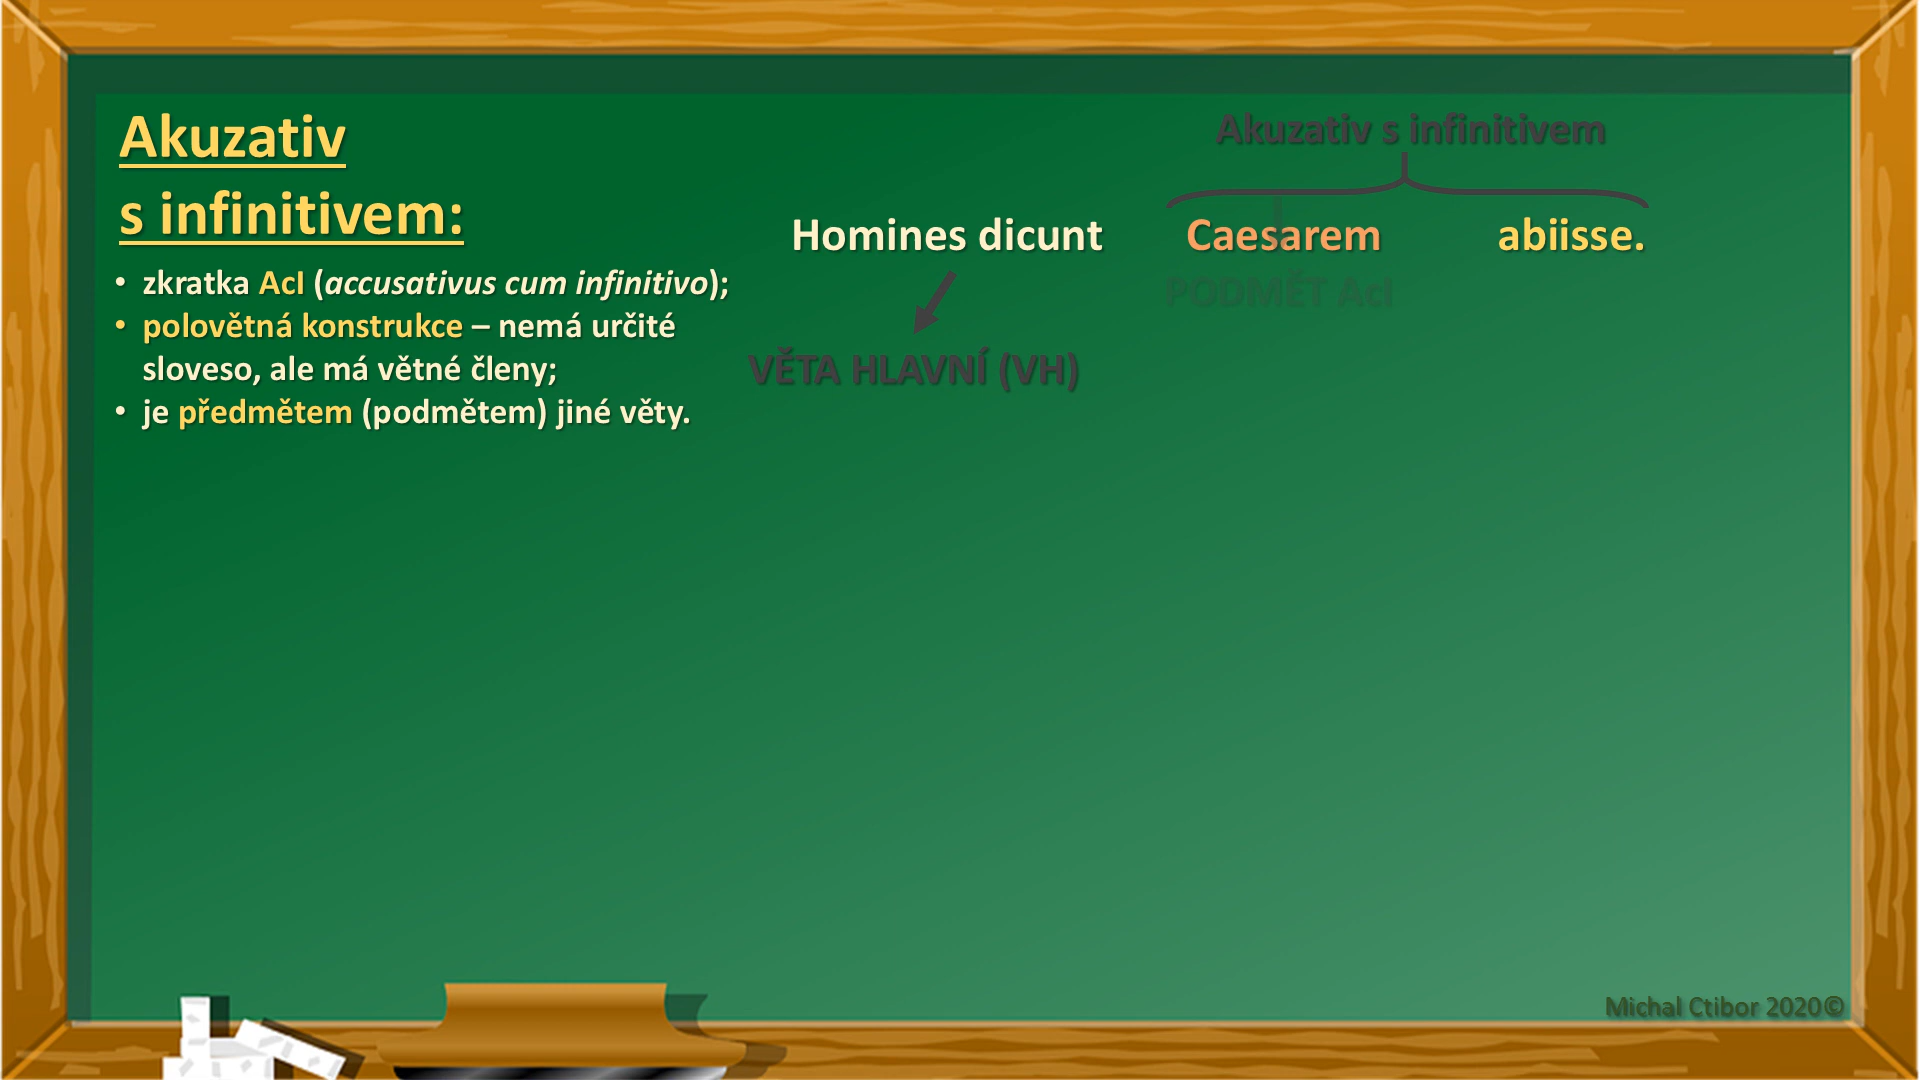 Akuzativ
s infinitivem:
• zkratka AcI (accusativus cum infinitivo);
• polovětná konstrukce – nemá určité
sloveso, ale má větné členy;
• je předmětem (podmětem) jiné věty.
Akuzativ s infinitivem
Homines dicunt Caesarem abiisse.
PODMĚT AcI
VĚTA HLAVNÍ (VH)
Michal Ctibor 2020©